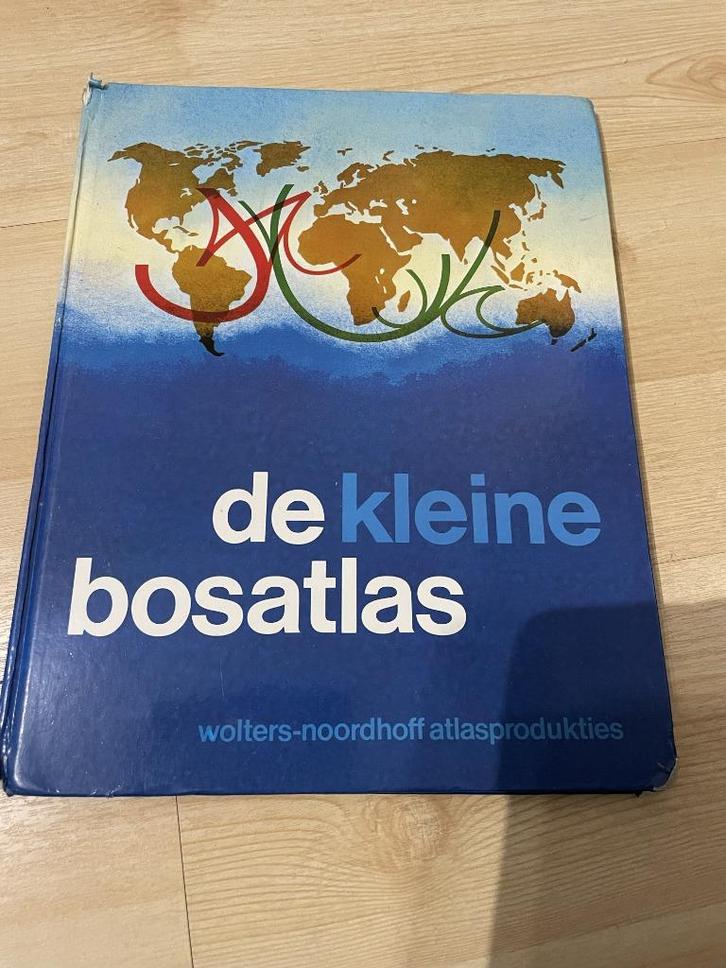 de kleine
bosatlas
wolters-noordhoff atlasprodukties